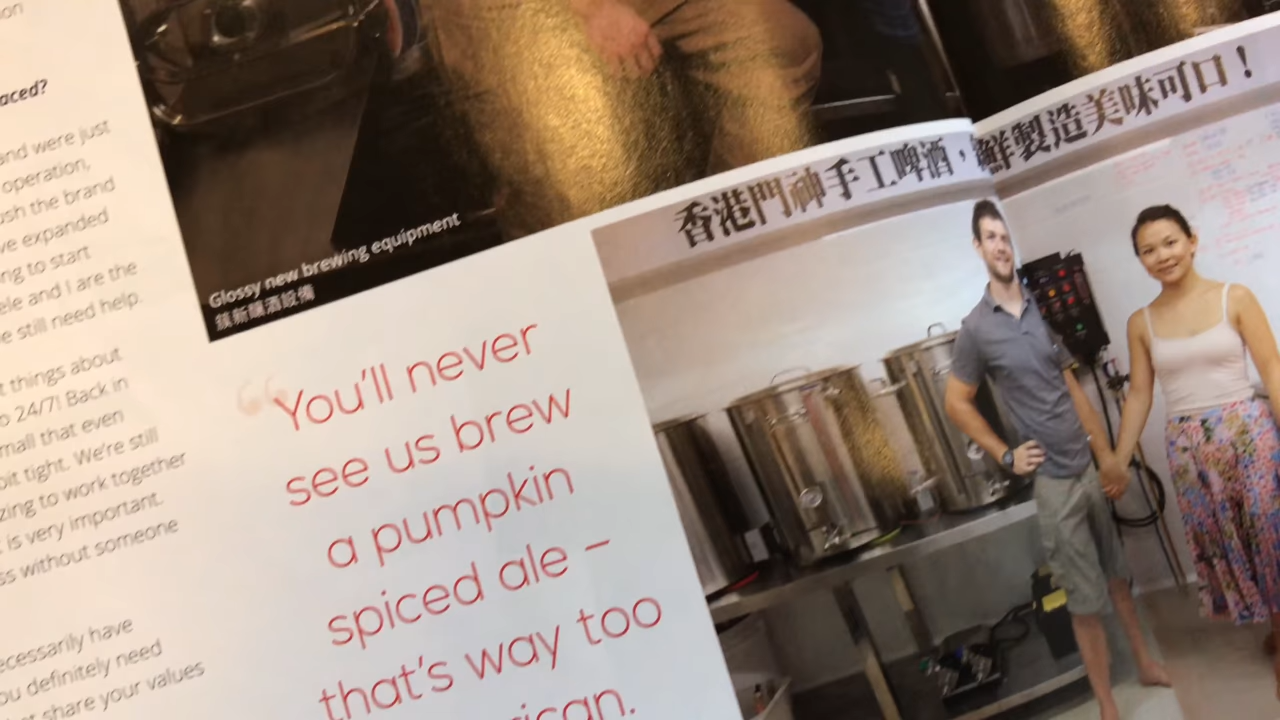 aced?
and were just
operation,
ush the brand
ve expanded
ng to start
ele and I are the
e still need help.
t things about
o 24/7! Back in
mall that even
bit tight. We're still
zing to work together
t is very important.
ss without someone
ecessarily have
ou definitely need
share your values
Glossy new brewing equipment
簇新釀酒設備
“You'll never
see us brew
a pumpkin
spiced ale –
that's way too
rican.
香港門神手工啤酒，鮮製造美味可口！